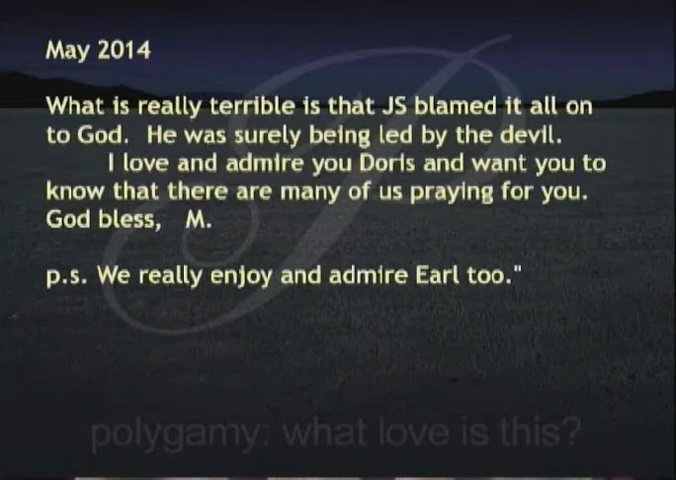 May 2014
What is really terrible is that JS blamed it all on
to God. He was surely being led by the devil.
I love and admire you Doris and want you to
know that there are many of us praying for you.
God bless, M.
p.s. We really enjoy and admire Earl too."
polygamy: what love is this?